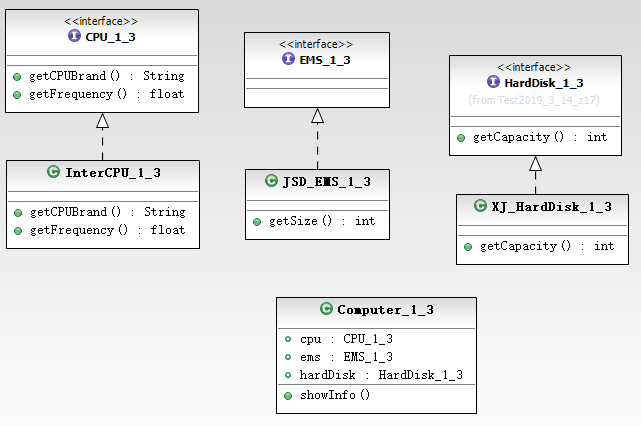 <<interface>>
CPU_1_3
getCPUBrand() : String
getFrequency() : float
InterCPU_1_3
getCPUBrand() : String
getFrequency() : float
<<interface>>
EMS_1_3
JSD_EMS_1_3
getSize() : int
<<interface>>
HardDisk_1_3
(from Test2019_3_14_z17)
getCapacity() : int
XJ_HardDisk_1_3
getCapacity() : int
Computer_1_3
cpu : CPU_1_3
ems : EMS_1_3
hardDisk : HardDisk_1_3
showInfo()